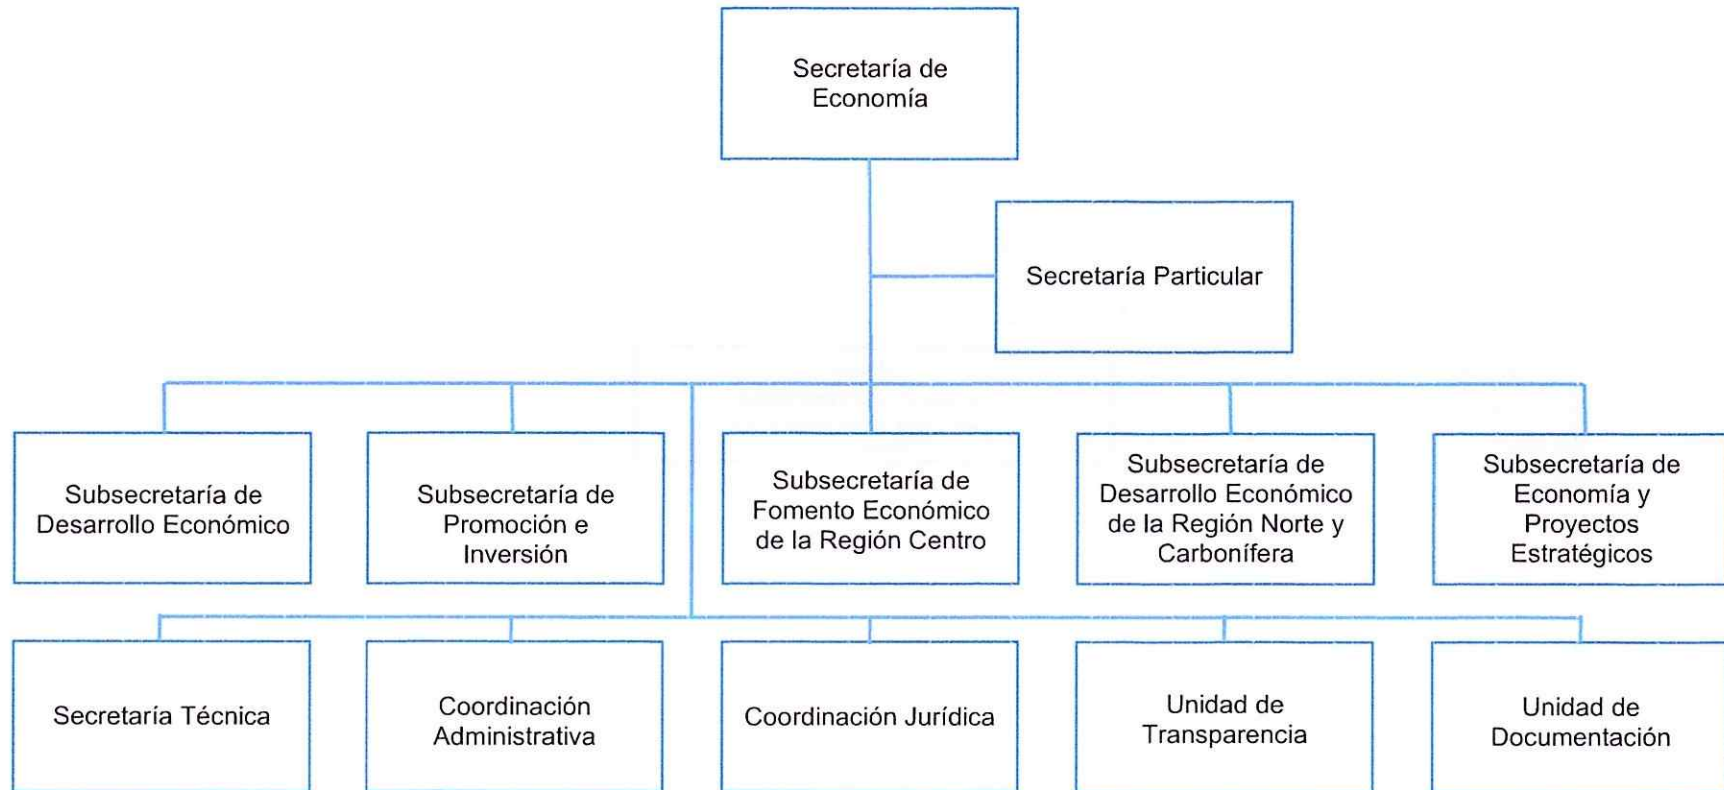 Secretaría de
Economía
Secretaría Particular
Subsecretaría de
Desarrollo Económico
Subsecretaría de
Promoción e
Inversión
Subsecretaría de
Fomento Económico
de la Región Centro
Subsecretaría de
Desarrollo Económico
de la Región Norte y
Carbonífera
Subsecretaría de
Economía y
Proyectos
Estratégicos
Secretaría Técnica
Coordinación
Administrativa
Coordinación Jurídica
Unidad de
Transparencia
Unidad de
Documentación